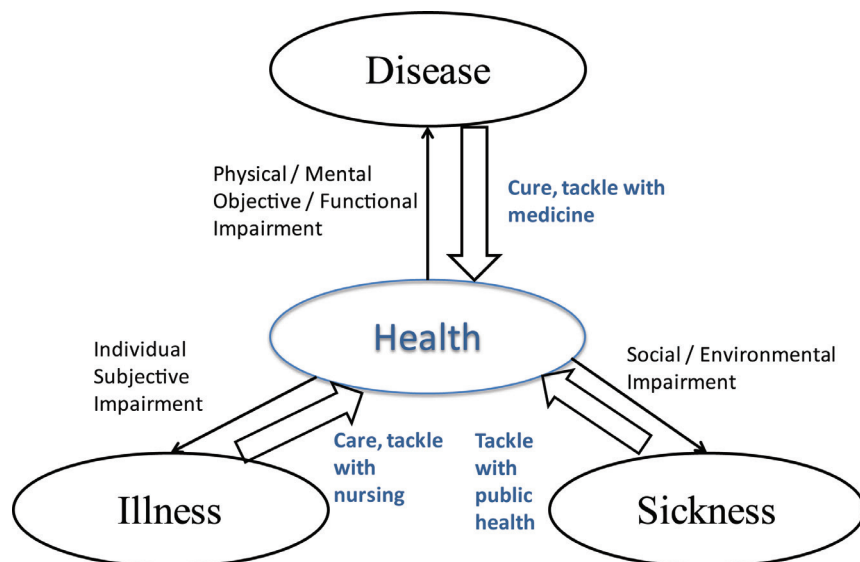 Disease
Physical / Mental
Objective / Functional
Impairment
Cure, tackle with
medicine
Health
Individual
Subjective
Impairment
Social / Environmental
Impairment
Care, tackle
with
nursing
Tackle
with
public
health
Illness
Sickness